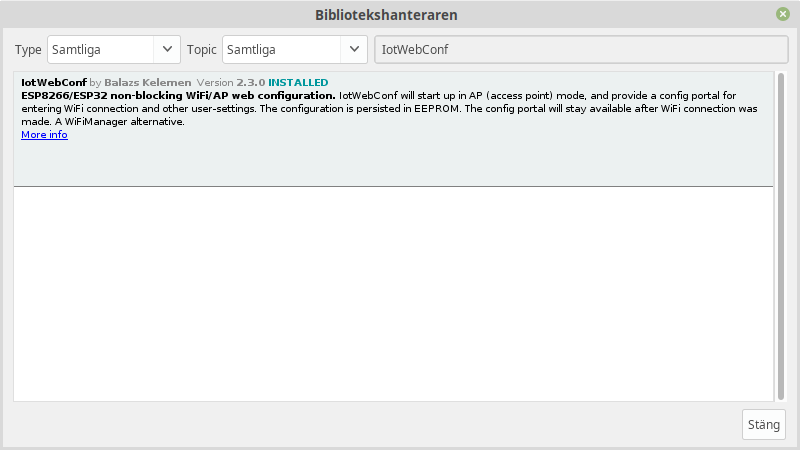 Bibliotekshanteraren
Type Samtliga Topic Samtliga IotWebConf
IotWebConf by Balazs Kelemen Version 2.3.0 INSTALLED
ESP8266/ESP32 non-blocking WiFi/AP web configuration. IotWebConf will start up in AP (access point) mode, and provide a config portal for
entering WiFi connection and other user-settings. The configuration is persisted in EEPROM. The config portal will stay available after WiFi connection was
made. A WiFiManager alternative.
More info
Stäng